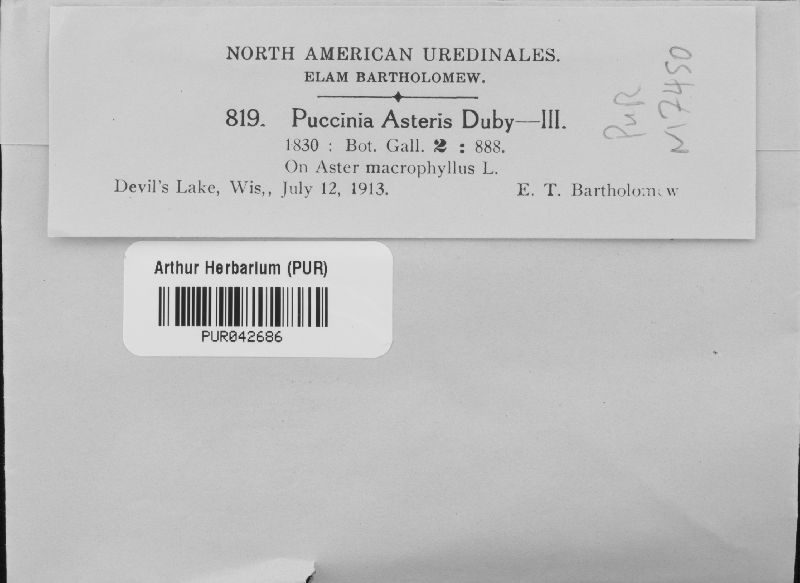 NORTH AMERICAN UREDINALES.
ELAM BARTHOLOMEW.
819. Puccinia Asteris Duby—III.
1830 : Bot. Gall. 2 : 888.
On Aster macrophyllus L.
Devil's Lake, Wis,, July 12, 1913. E. T. Bartholomew
PUR
N7450
Arthur Herbarium (PUR)
PUR042686